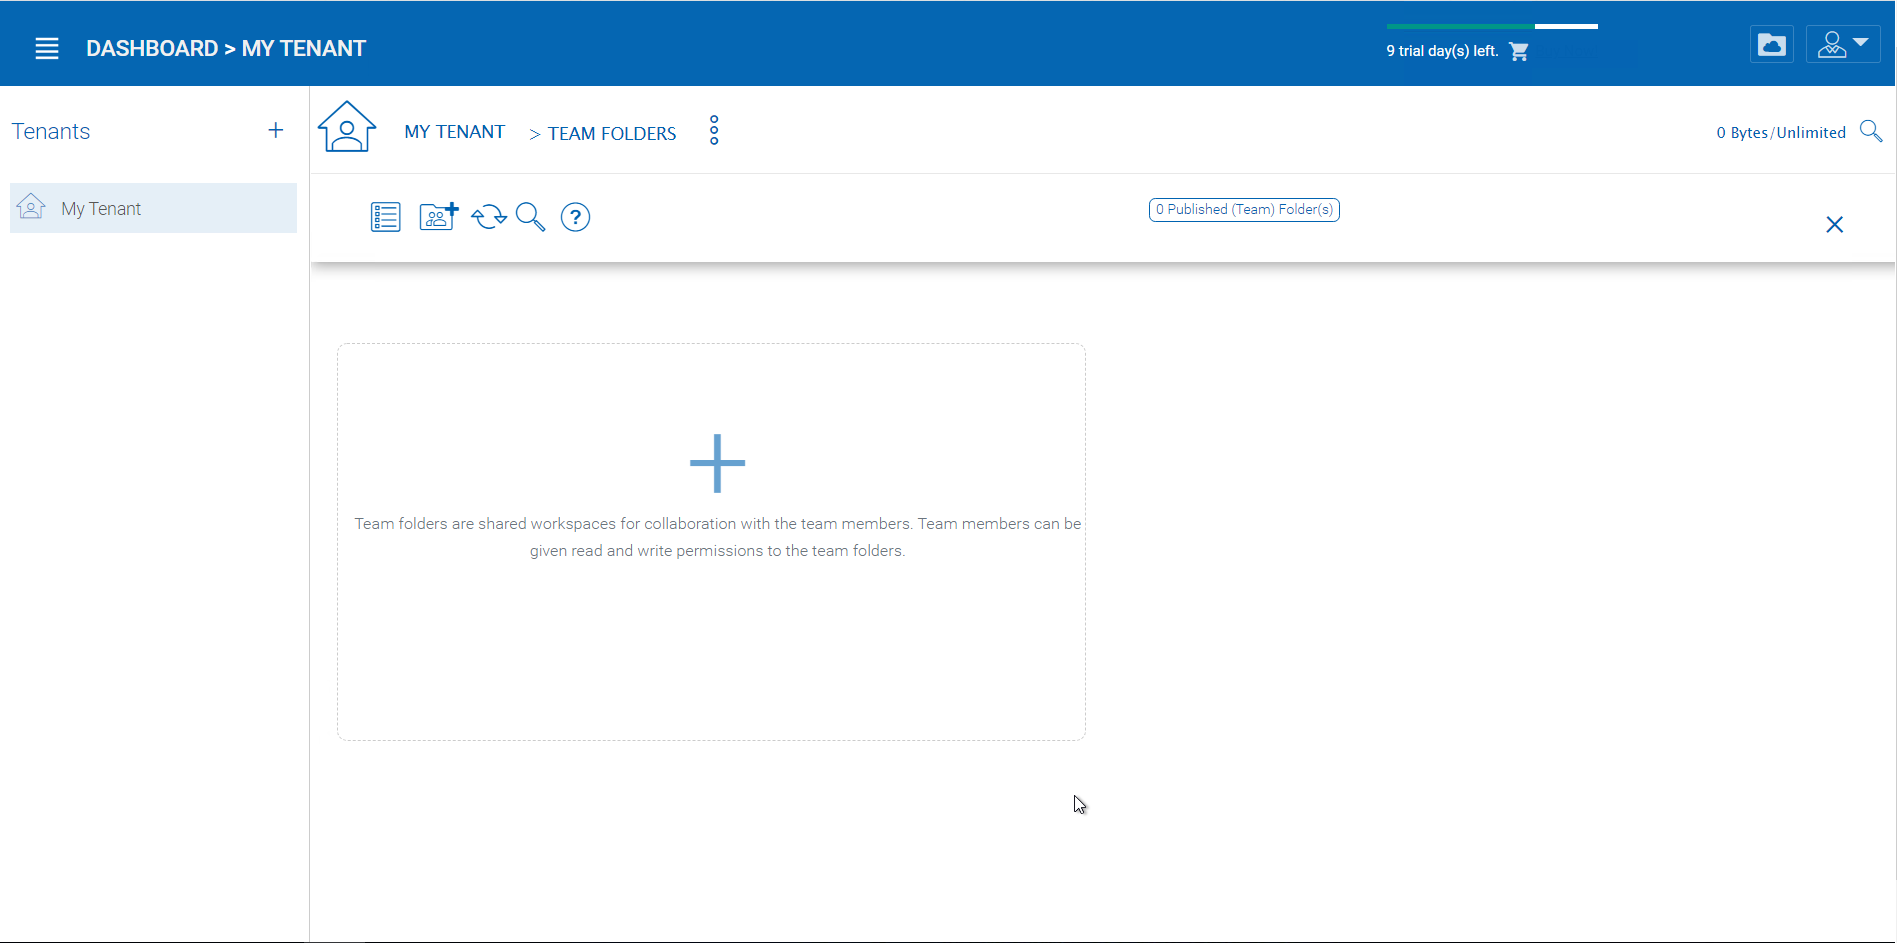 DASHBOARD > MY TENANT
9 trial day(s) left.
Tenants
MY TENANT > TEAM FOLDERS
0 Bytes/Unlimited
My Tenant
?
0 Published (Team) Folder(s)
Team folders are shared workspaces for collaboration with the team members. Team members can be
given read and write permissions to the team folders.